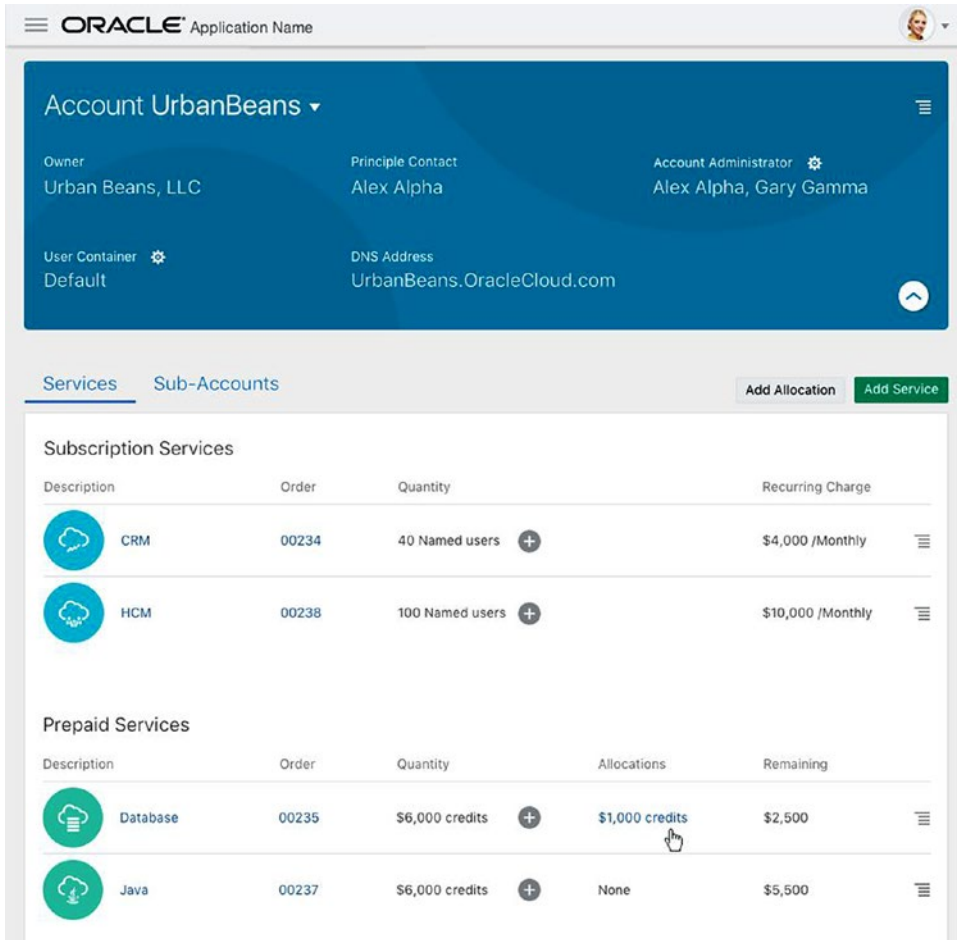 ORACLE® Application Name
Account UrbanBeans
Owner Principle Contact Account Administrator
Urban Beans, LLC Alex Alpha Alex Alpha, Gary Gamma
User Container DNS Address
Default UrbanBeans.OracleCloud.com
Services Sub-Accounts Add Allocation Add Service
Subscription Services
Description Order Quantity Recurring Charge
CRM 00234 40 Named users $4,000 /Monthly
HCM 00238 100 Named users $10,000 /Monthly
Prepaid Services
Description Order Quantity Allocations Remaining
Database 00235 $6,000 credits $1,000 credits $2,500
Java 00237 $6,000 credits None $5,500